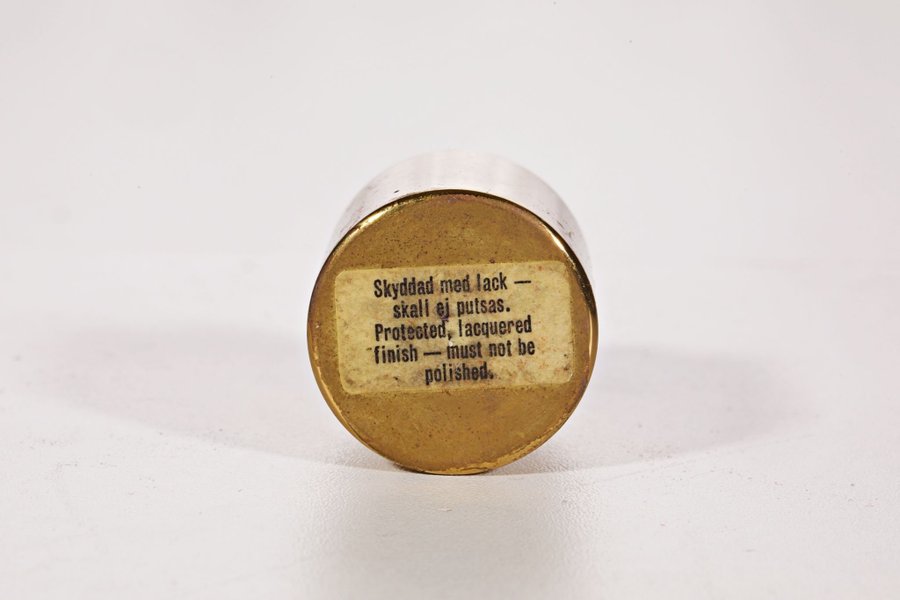 Skyddad med lack —
skall ej putsas.
Protected, lacquered
finish — must not be
polished.